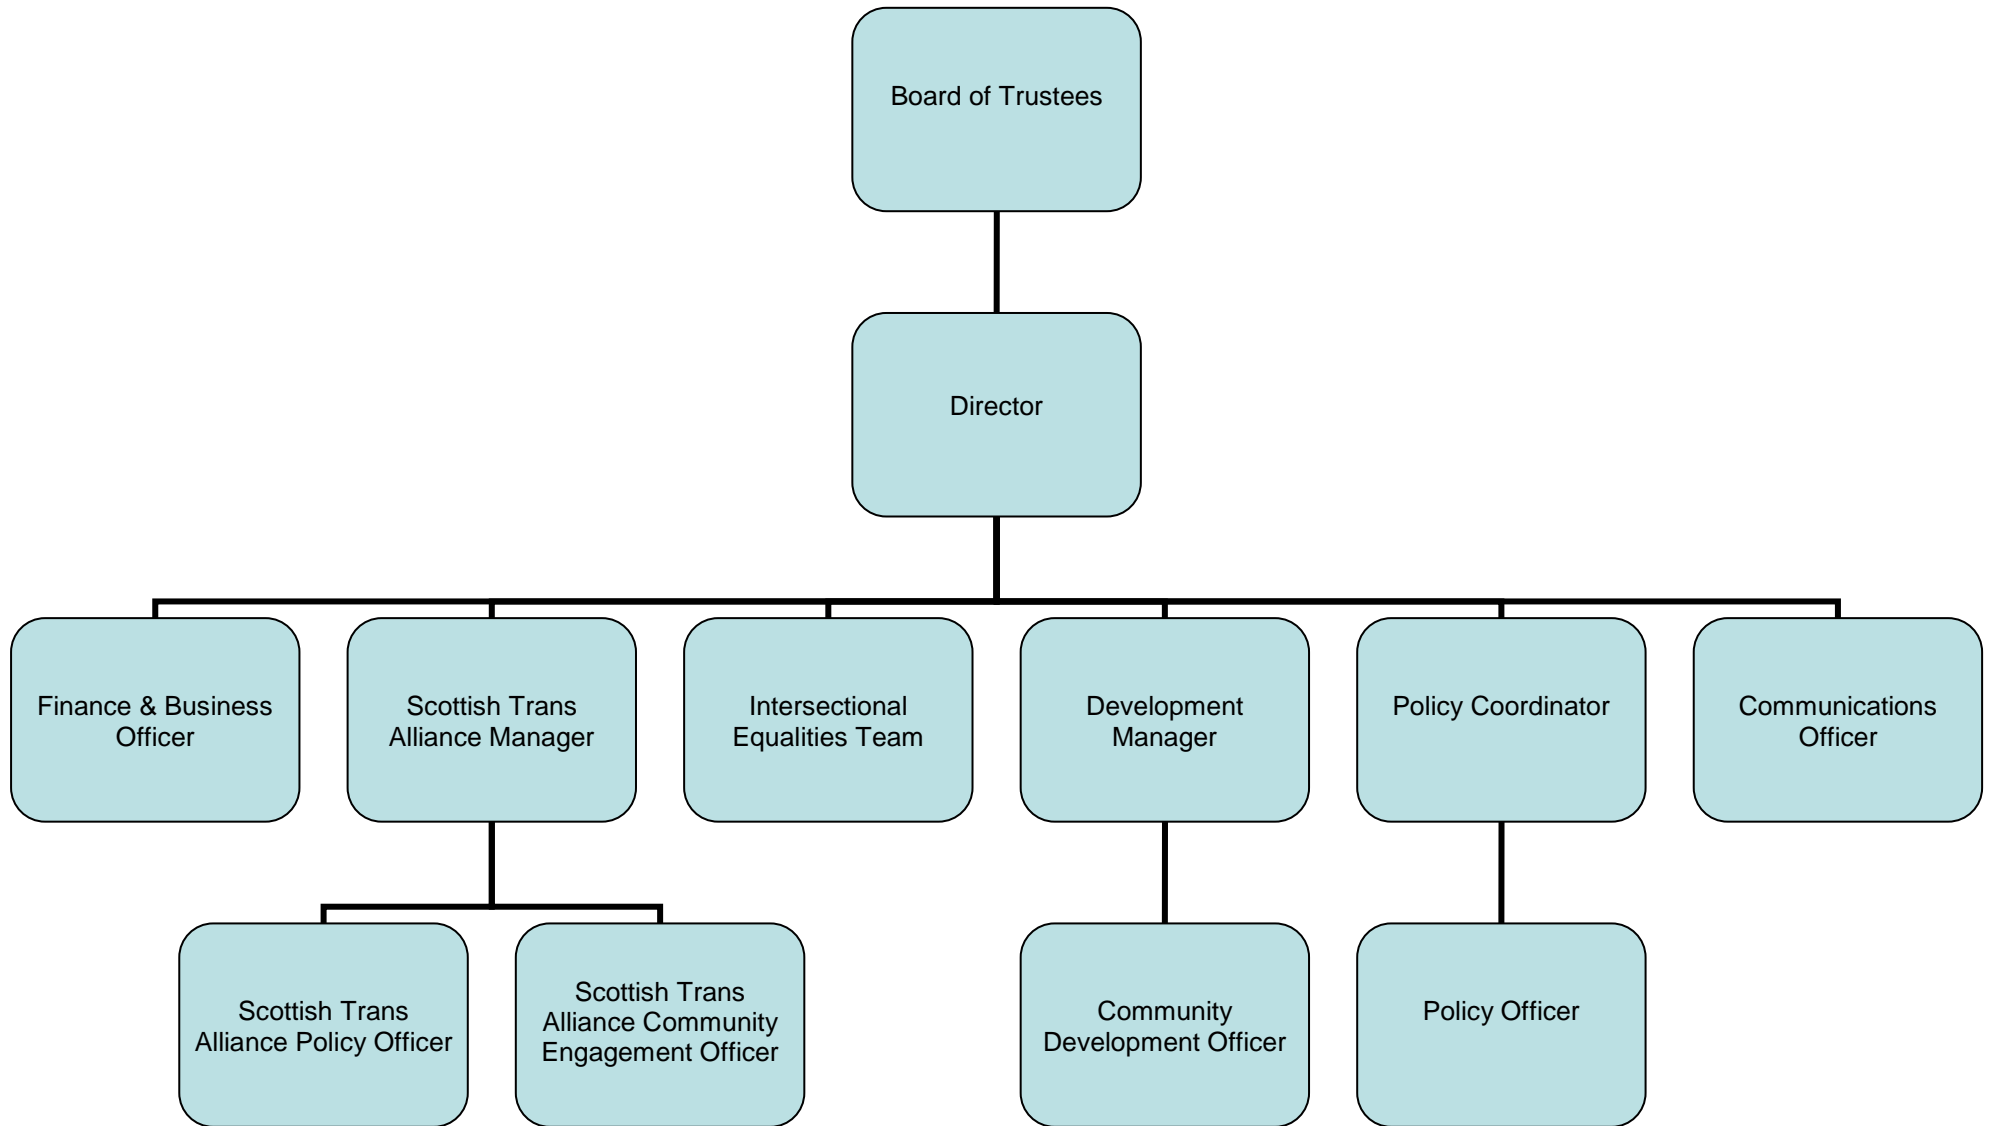 Board of Trustees
Director
Finance & Business
Officer
Scottish Trans
Alliance Manager
Intersectional
Equalities Team
Development
Manager
Policy Coordinator
Communications
Officer
Scottish Trans
Alliance Policy Officer
Scottish Trans
Alliance Community
Engagement Officer
Community
Development Officer
Policy Officer